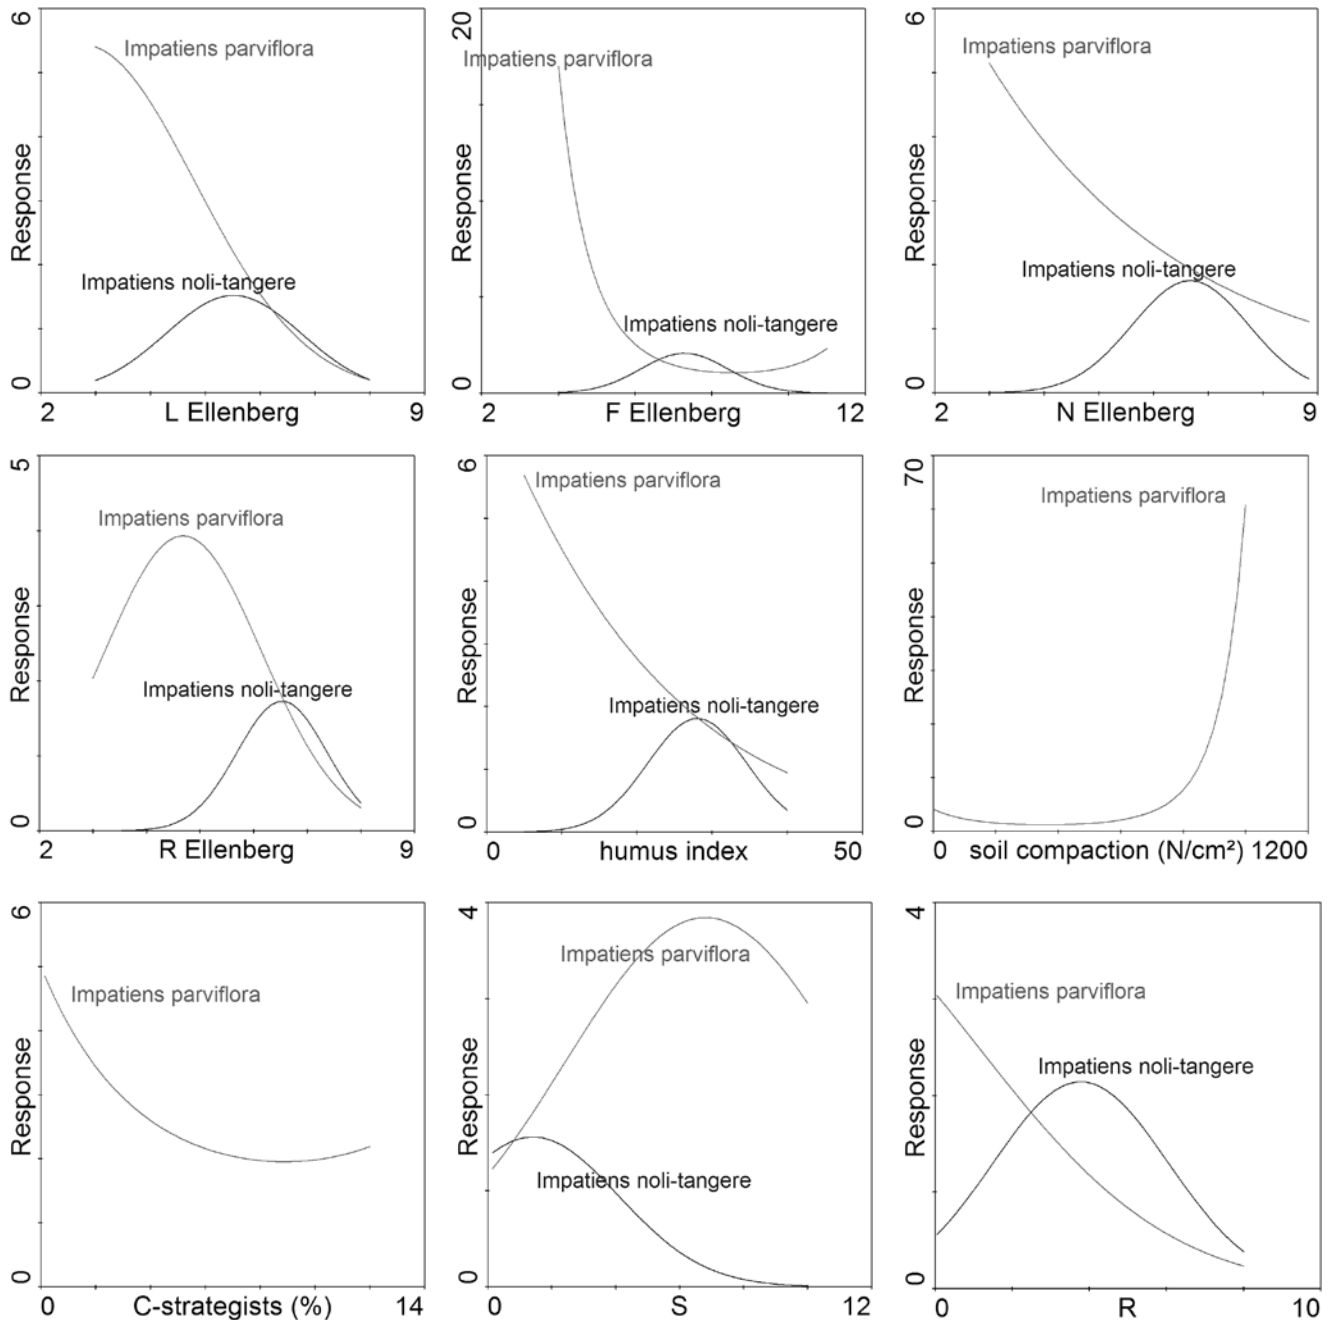 6
Impatiens parviflora
Impatiens noli-tangere
Response
0
2 L Ellenberg 9
20
Impatiens parviflora
Impatiens noli-tangere
Response
0
2 F Ellenberg 12
6
Impatiens parviflora
Impatiens noli-tangere
Response
0
2 N Ellenberg 9
5
Impatiens parviflora
Impatiens noli-tangere
Response
0
2 R Ellenberg 9
6
Impatiens parviflora
Impatiens noli-tangere
Response
0
0 humus index 50
70
Impatiens parviflora
Response
0
0 soil compaction (N/cm²) 1200
6
Impatiens parviflora
Response
0
0 C-strategists (%) 14
4
Impatiens parviflora
Impatiens noli-tangere
Response
0
0 S 12
4
Impatiens parviflora
Impatiens noli-tangere
Response
0
0 R 10